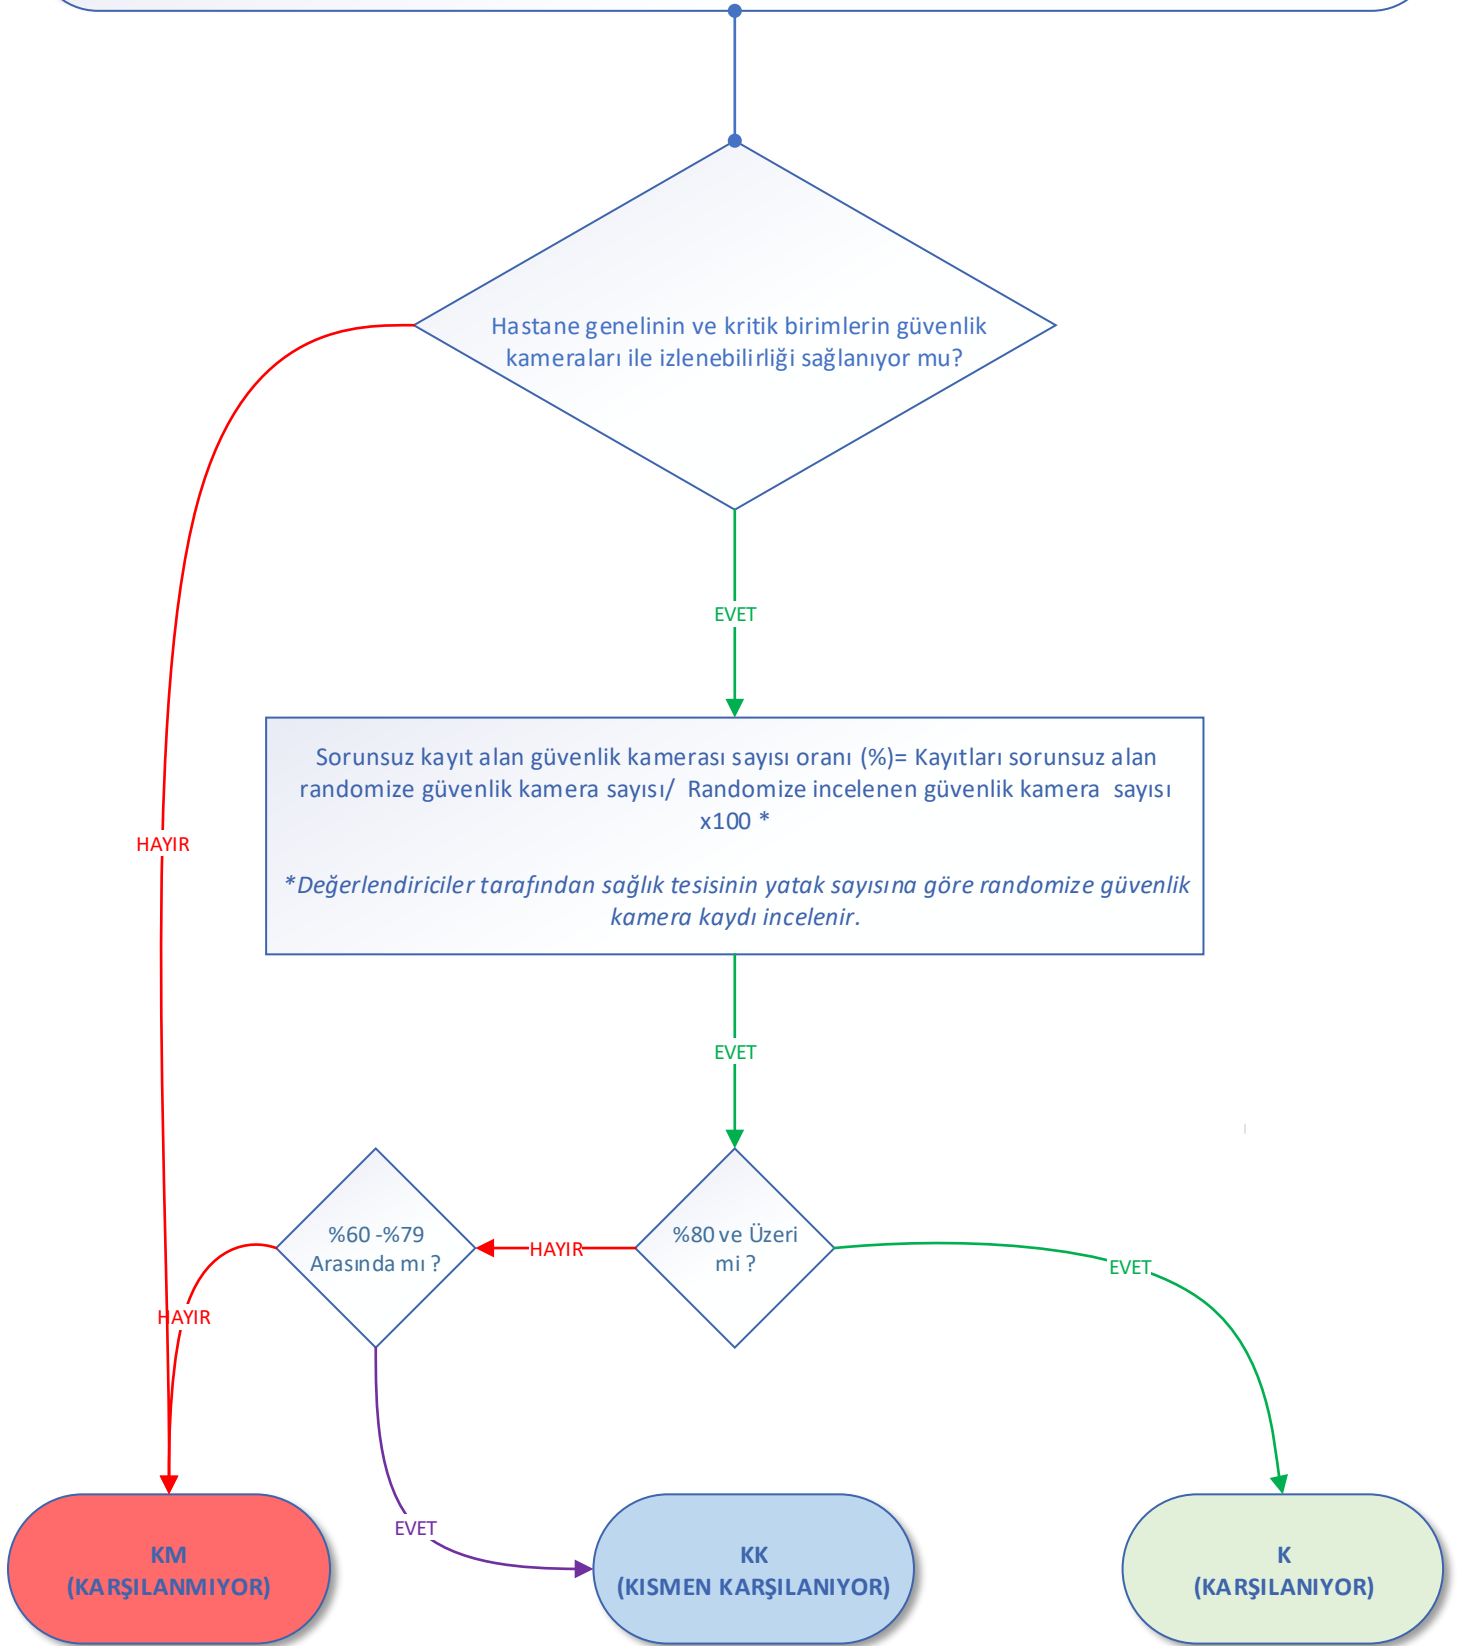 Hastane genelinin ve kritik birimlerin güvenlik
kameraları ile izlenebilirliği sağlanıyor mu?
EVET
Sorunsuz kayıt alan güvenlik kamerası sayısı oranı (%)= Kayıtları sorunsuz alan
randomize güvenlik kamera sayısı/ Randomize incelenen güvenlik kamera sayısı
x100 *
HAYIR
*Değerlendiriciler tarafından sağlık tesisinin yatak sayısına göre randomize güvenlik
kamera kaydı incelenir.
EVET
%60 -%79
Arasında mı ?
HAYIR
%80 ve Üzeri
mi ?
EVET
HAYIR
EVET
KM
(KARŞILANMIYOR)
KK
(KISMEN KARŞILANIYOR)
K
(KARŞILANIYOR)